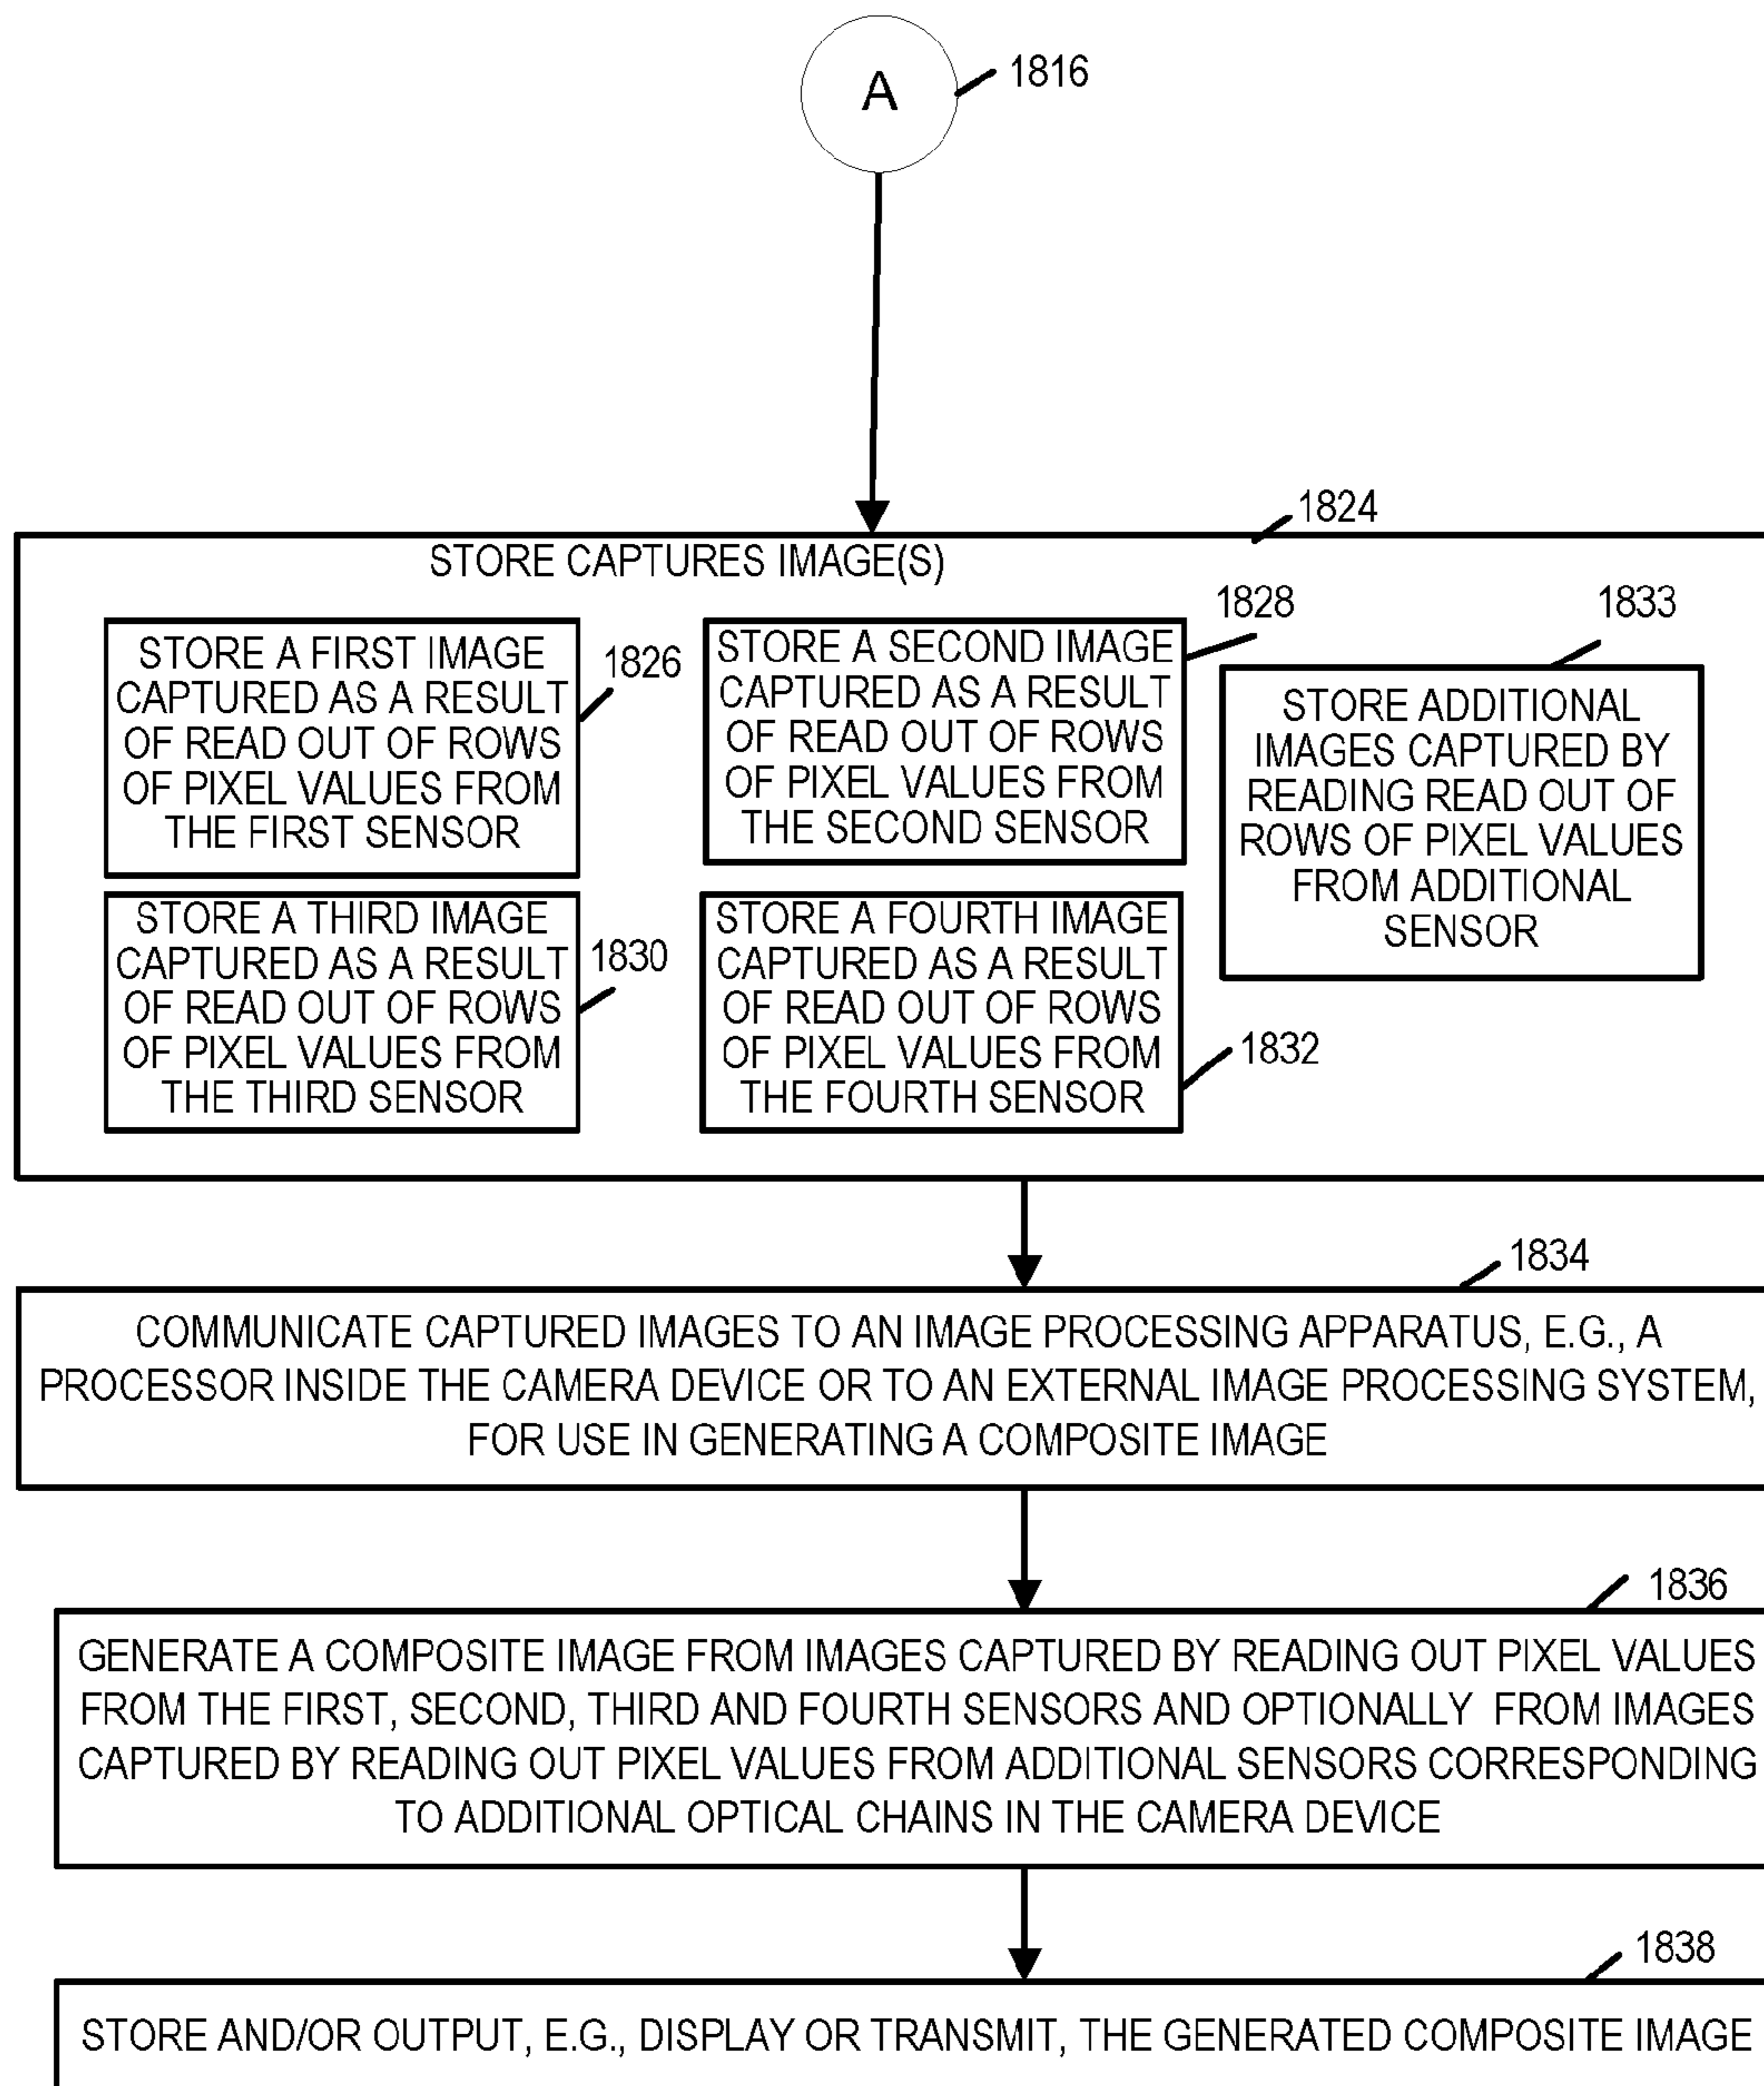 A
1816
1824
STORE CAPTURES IMAGE(S)
1826
STORE A FIRST IMAGE
CAPTURED AS A RESULT
OF READ OUT OF ROWS
OF PIXEL VALUES FROM
THE FIRST SENSOR
1828
STORE A SECOND IMAGE
CAPTURED AS A RESULT
OF READ OUT OF ROWS
OF PIXEL VALUES FROM
THE SECOND SENSOR
1833
STORE ADDITIONAL
IMAGES CAPTURED BY
READING READ OUT OF
ROWS OF PIXEL VALUES
FROM ADDITIONAL
SENSOR
1830
STORE A THIRD IMAGE
CAPTURED AS A RESULT
OF READ OUT OF ROWS
OF PIXEL VALUES FROM
THE THIRD SENSOR
1832
STORE A FOURTH IMAGE
CAPTURED AS A RESULT
OF READ OUT OF ROWS
OF PIXEL VALUES FROM
THE FOURTH SENSOR
1834
COMMUNICATE CAPTURED IMAGES TO AN IMAGE PROCESSING APPARATUS, E.G., A
PROCESSOR INSIDE THE CAMERA DEVICE OR TO AN EXTERNAL IMAGE PROCESSING SYSTEM,
FOR USE IN GENERATING A COMPOSITE IMAGE
1836
GENERATE A COMPOSITE IMAGE FROM IMAGES CAPTURED BY READING OUT PIXEL VALUES
FROM THE FIRST, SECOND, THIRD AND FOURTH SENSORS AND OPTIONALLY FROM IMAGES
CAPTURED BY READING OUT PIXEL VALUES FROM ADDITIONAL SENSORS CORRESPONDING
TO ADDITIONAL OPTICAL CHAINS IN THE CAMERA DEVICE
1838
STORE AND/OR OUTPUT, E.G., DISPLAY OR TRANSMIT, THE GENERATED COMPOSITE IMAGE